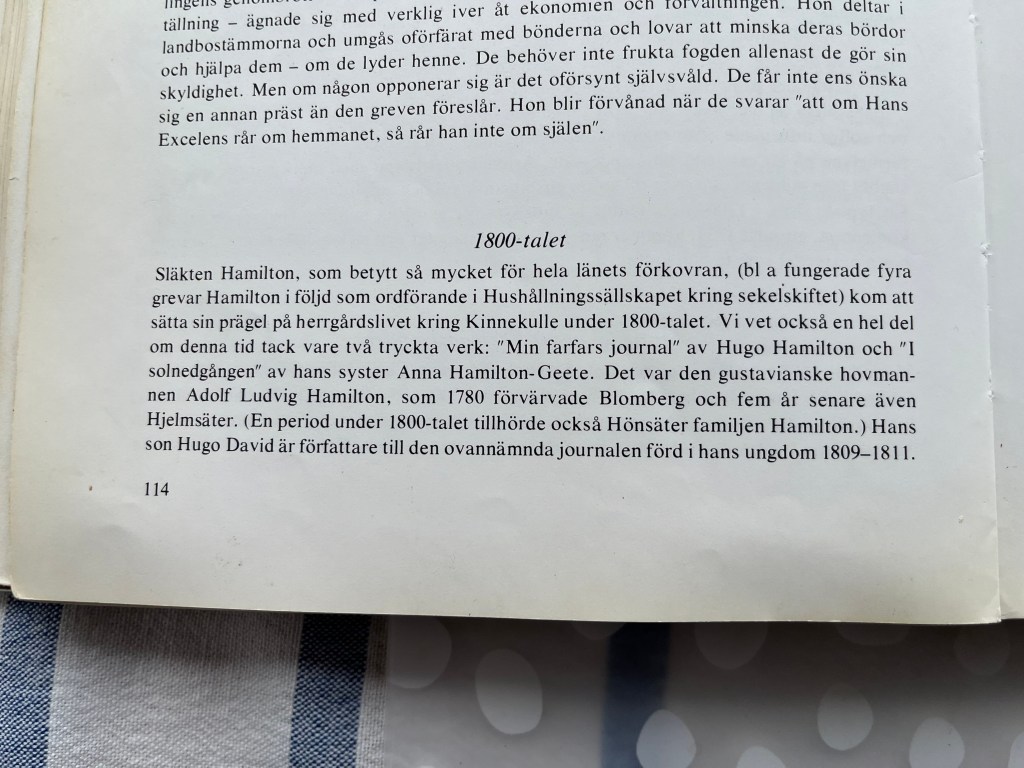 tällning – ägnade sig med verklig iver åt ekonomien och förvaltningen. Hon deltar i
landbostämmorna och umgås oförfärat med bönderna och lovar att minska deras bördor
och hjälpa dem – om de lyder henne. De behöver inte frukta fogden allenast de gör sin
skyldighet. Men om någon opponerar sig är det oförsynt självsvåld. De får inte ens önska
sig en annan präst än den greven föreslår. Hon blir förvånad när de svarar "att om Hans
Excelens rår om hemmanet, så rår han inte om själen".
1800-talet
Släkten Hamilton, som betytt så mycket för hela länets förkovran, (bl a fungerade fyra
grevar Hamilton i följd som ordförande i Hushållningssällskapet kring sekelskiftet) kom att
sätta sin prägel på herrgårdslivet kring Kinnekulle under 1800-talet. Vi vet också en hel del
om denna tid tack vare två tryckta verk: "Min farfars journal" av Hugo Hamilton och "I
solnedgången" av hans syster Anna Hamilton-Geete. Det var den gustavianske hovman-
nen Adolf Ludvig Hamilton, som 1780 förvärvade Blomberg och fem år senare även
Hjelmsäter. (En period under 1800-talet tillhörde också Hönsäter familjen Hamilton.) Hans
son Hugo David är författare till den ovannämnda journalen förd i hans ungdom 1809–1811.
114